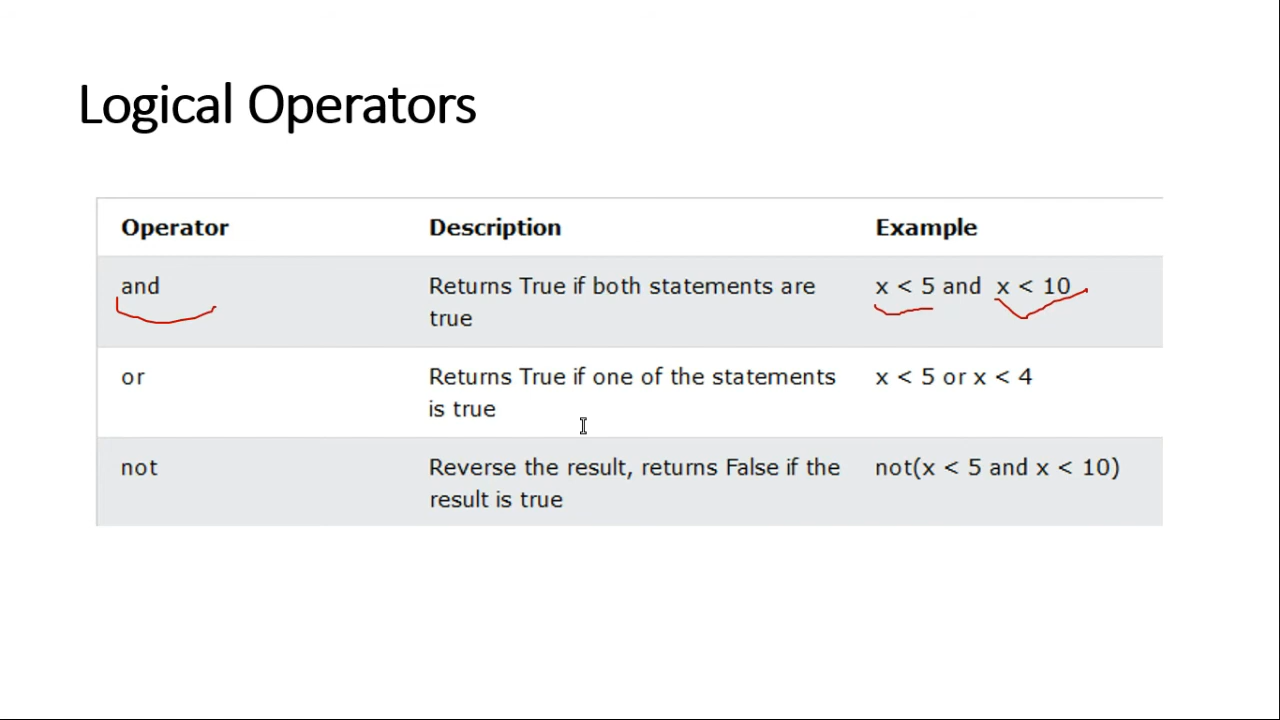 Logical Operators
Operator Description Example
and Returns True if both statements are x < 5 and  x < 10
true
or Returns True if one of the statements x < 5 or x < 4
is true
not Reverse the result, returns False if the not(x < 5 and x < 10)
result is true